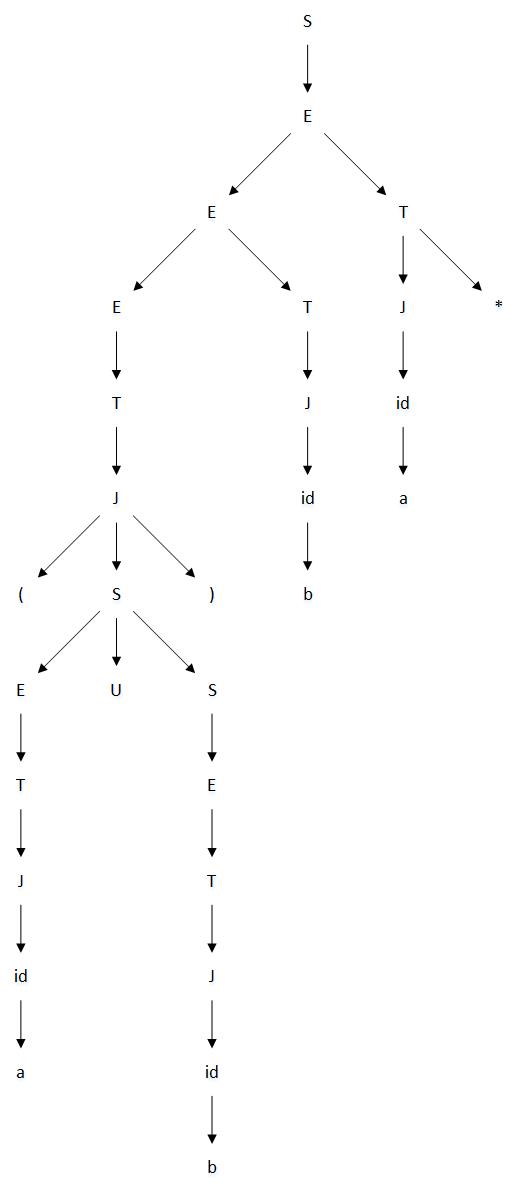 S
E
E T
E T J *
T J id
J id a
( S ) b
E U S
T E
J T
id J
a id
b